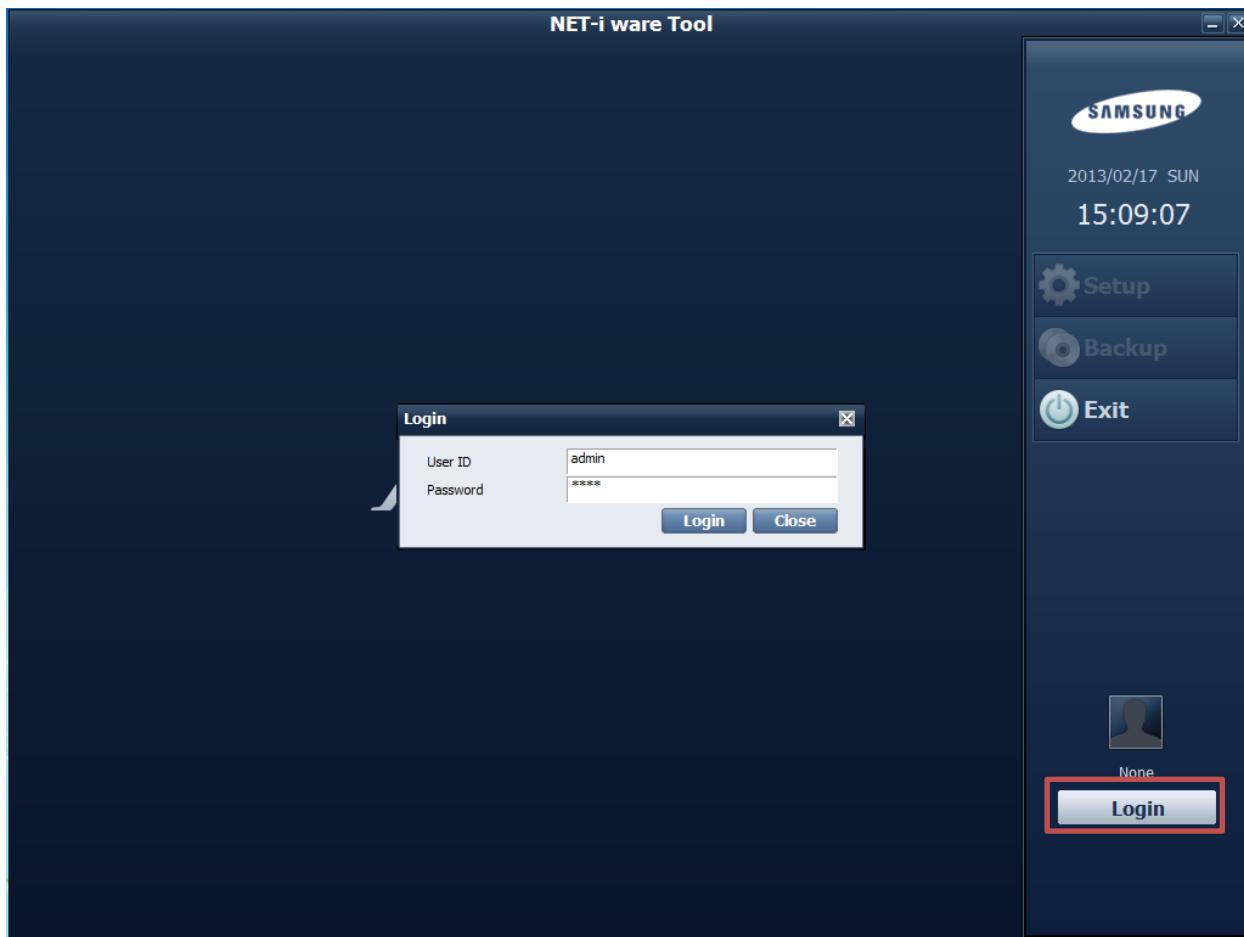 NET-i ware Tool
SAMSUNG
2013/02/17 SUN
15:09:07
Setup
Backup
Exit
Login
User ID
admin
Password
****
Login
Close
None
Login